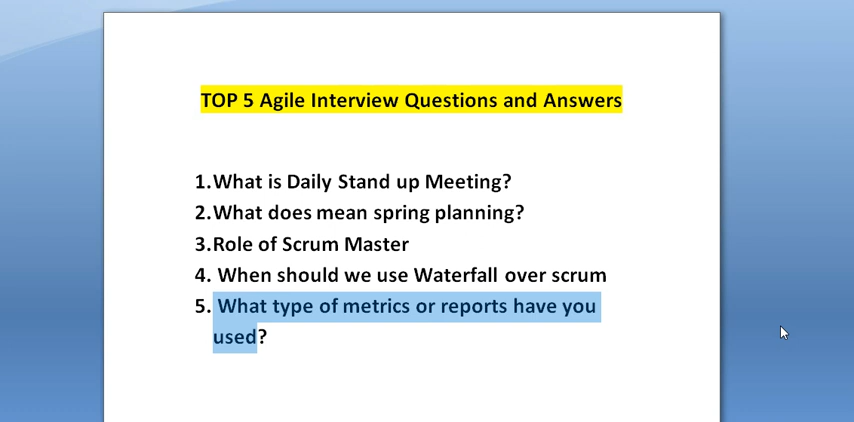 TOP 5 Agile Interview Questions and Answers
1.What is Daily Stand up Meeting?
2.What does mean spring planning?
3.Role of Scrum Master
4. When should we use Waterfall over scrum
5. What type of metrics or reports have you
used?